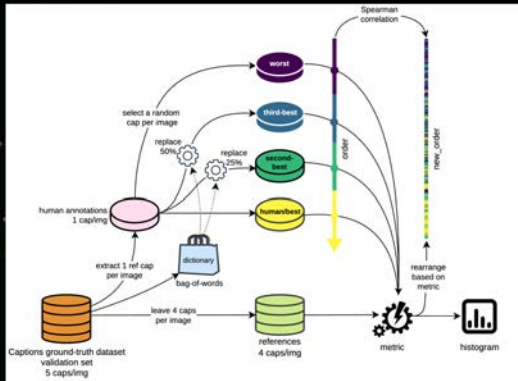 Spearman
correlation
worst
select a random
cap per image
third-best
replace
50%
replace
25%
second-
best
order
new_order
human annotations
1 cap/img
human/best
dictionary
extract 1 ref cap
per image
bag-of-words
rearrange
based on
metric
leave 4 caps
per image
Captions ground-truth dataset
validation set
5 caps/img
references
4 caps/img
metric
histogram